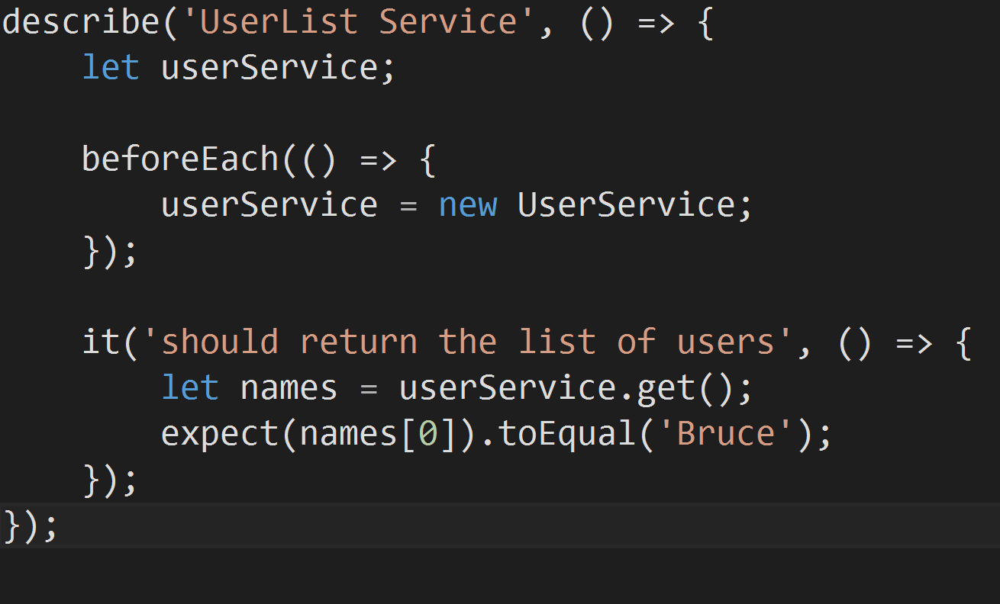 describe('UserList Service', () => {
    let userService;

    beforeEach(() => {
        userService = new UserService;
    });

    it('should return the list of users', () => {
        let names = userService.get();
        expect(names[0]).toEqual('Bruce');
    });
});